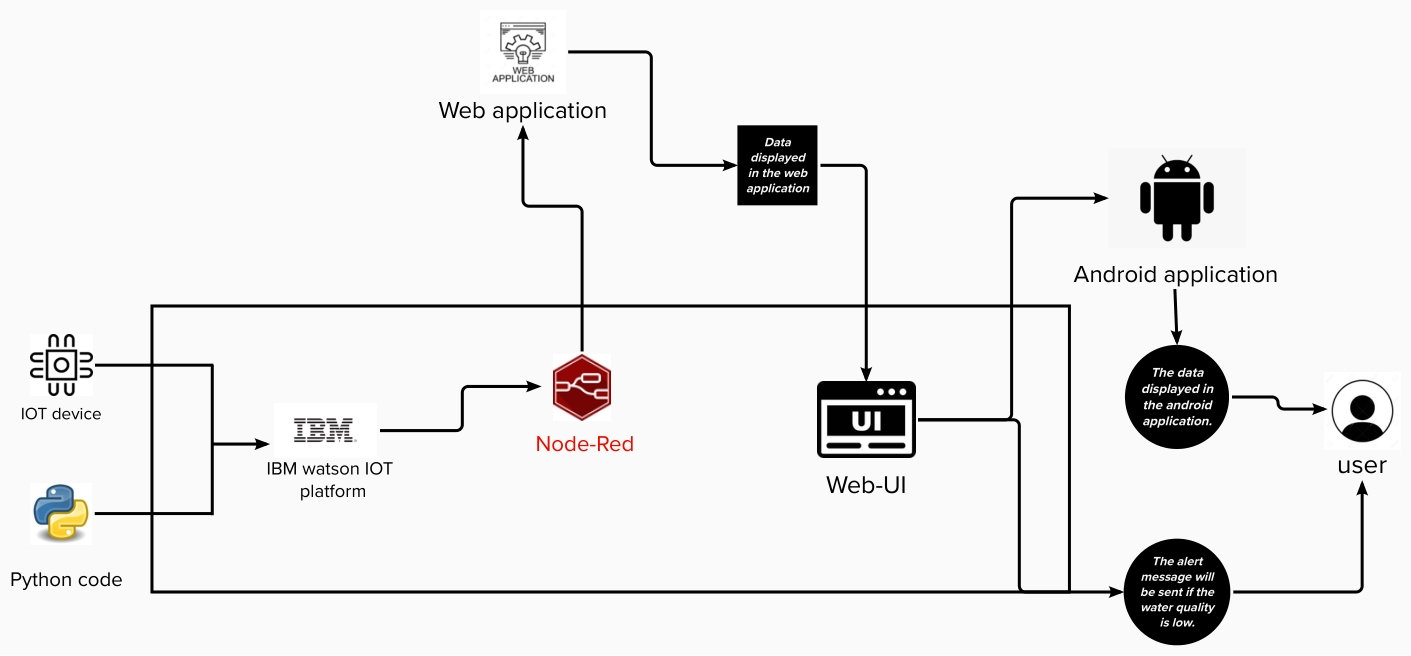 WEB
APPLICATION
Web application
Data
displayed
in the web
application
Android application
IOT device
IBM
IBM watson IOT
platform
Node-Red
UI
Web-UI
The data
displayed in
the android
application.
user
Python code
The alert
message will
be sent if the
water quality
is low.